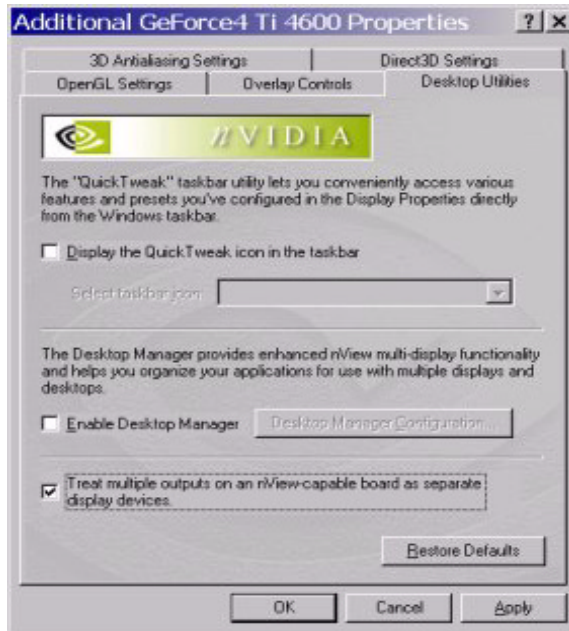 Additional GeForce4 Ti 4600 Properties
3D Antialiasing Settings
Direct3D Settings
OpenGL Settings
Overlay Controls
Desktop Utilities
nVIDIA
The "QuickTweak" taskbar utility lets you conveniently access various
features and presets you've configured in the Display Properties directly
from the Windows taskbar.
Display the QuickTweak icon in the taskbar
Select taskbar icon:
The Desktop Manager provides enhanced nView multi-display functionality
and helps you organize your applications for use with multiple displays and
desktops.
Enable Desktop Manager
Desktop Manager Configuration...
Treat multiple outputs on an nView-capable board as separate
display devices.
Restore Defaults
OK
Cancel
Apply